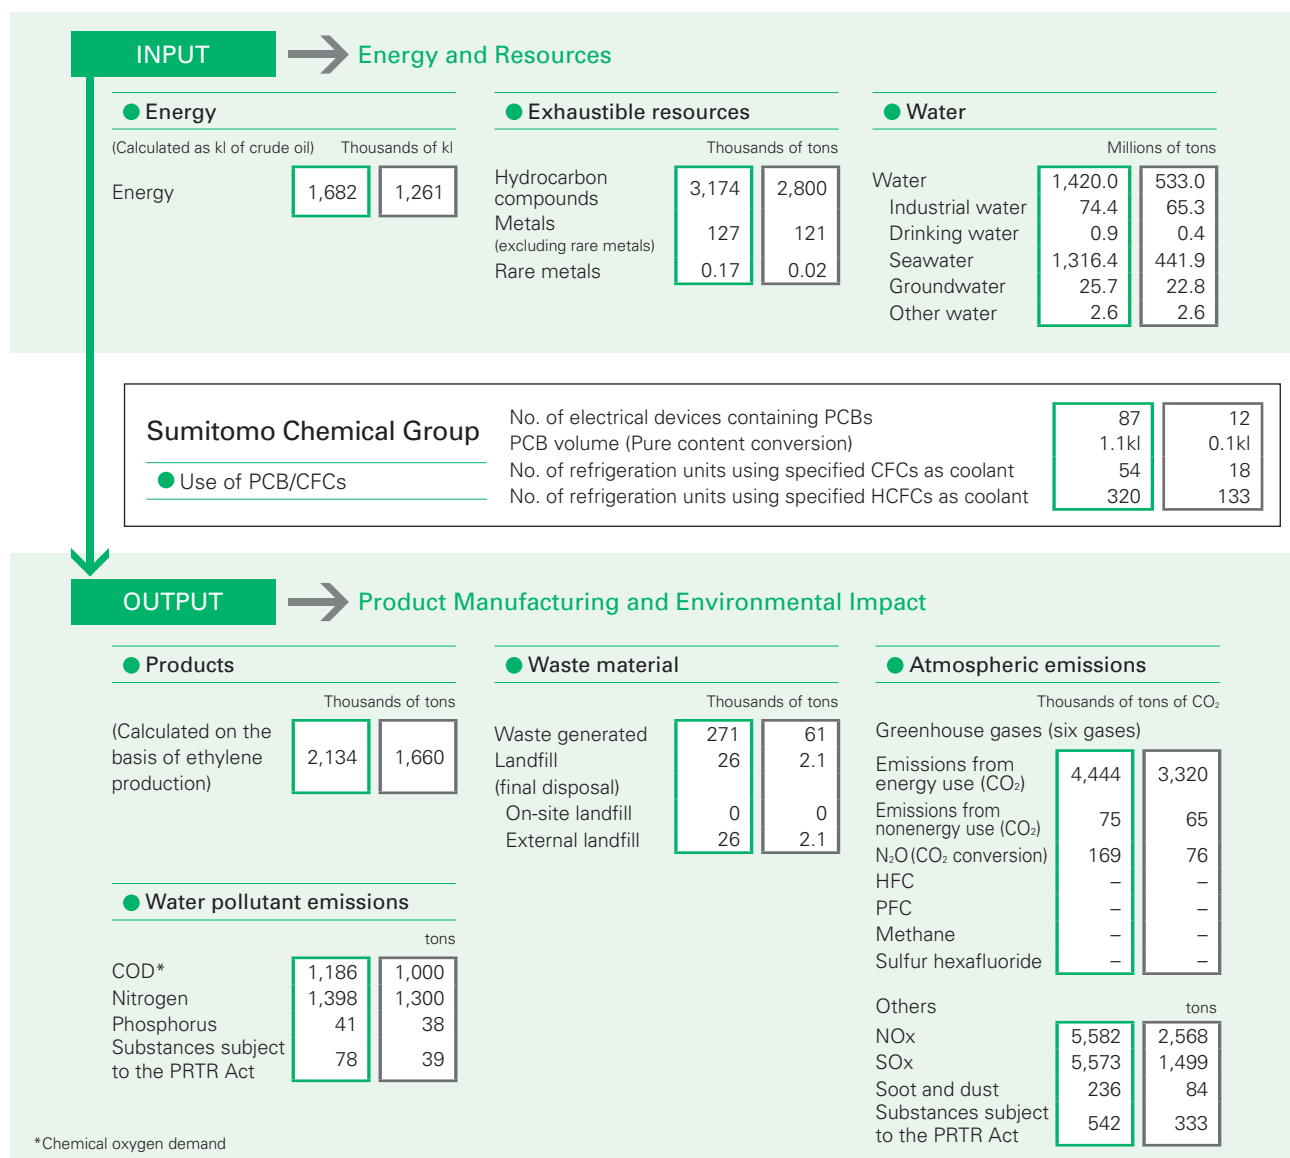 INPUT
Energy and Resources
Energy
(Calculated as kl of crude oil) Thousands of kl
Energy 1,682 1,261
Exhaustible resources
Thousands of tons
Hydrocarbon
compounds 3,174 2,800
Metals
(excluding rare metals) 127 121
Rare metals 0.17 0.02
Water
Millions of tons
Water 1,420.0 533.0
Industrial water 74.4 65.3
Drinking water 0.9 0.4
Seawater 1,316.4 441.9
Groundwater 25.7 22.8
Other water 2.6 2.6
Sumitomo Chemical Group
Use of PCB/CFCs
No. of electrical devices containing PCBs 87 12
PCB volume (Pure content conversion) 1.1kl 0.1kl
No. of refrigeration units using specified CFCs as coolant 54 18
No. of refrigeration units using specified HCFCs as coolant 320 133
OUTPUT
Product Manufacturing and Environmental Impact
Products
Thousands of tons
(Calculated on the
basis of ethylene 2,134 1,660
production)
Water pollutant emissions
tons
COD* 1,186 1,000
Nitrogen 1,398 1,300
Phosphorus 41 38
Substances subject
to the PRTR Act 78 39
Waste material
Thousands of tons
Waste generated 271 61
Landfill 26 2.1
(final disposal)
On-site landfill 0 0
External landfill 26 2.1
Atmospheric emissions
Thousands of tons of CO₂
Greenhouse gases (six gases)
Emissions from
energy use (CO₂) 4,444 3,320
Emissions from
nonenergy use (CO₂) 75 65
N₂O (CO₂ conversion) 169 76
HFC – –
PFC – –
Methane – –
Sulfur hexafluoride – –
Others tons
NOx 5,582 2,568
SOx 5,573 1,499
Soot and dust 236 84
Substances subject
to the PRTR Act 542 333
*Chemical oxygen demand